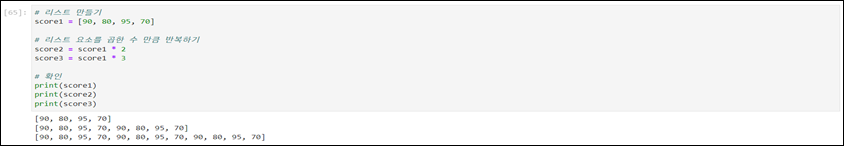 [65]: # 리스트 만들기
score1 = [90, 80, 95, 70]
# 리스트 요소를 곱한 수 만큼 반복하기
score2 = score1 * 2
score3 = score1 * 3
# 확인
print(score1)
print(score2)
print(score3)
[90, 80, 95, 70]
[90, 80, 95, 70, 90, 80, 95, 70]
[90, 80, 95, 70, 90, 80, 95, 70, 90, 80, 95, 70]